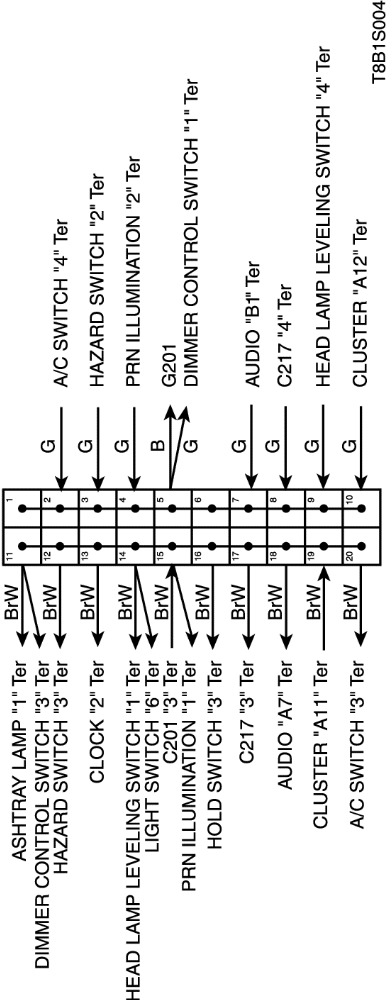 T8B1S004
A/C SWITCH "4" Ter
HAZARD SWITCH "2" Ter
PRN ILLUMINATION "2" Ter
G201
DIMMER CONTROL SWITCH "1" Ter
AUDIO "B1" Ter
C217 "4" Ter
HEAD LAMP LEVELING SWITCH "4" Ter
CLUSTER "A12" Ter
G
G
G
B
G
G
G
G
G
1
2
3
4
5
6
7
8
9
10
11
12
13
14
15
16
17
18
19
20
BrW
BrW
BrW
BrW
BrW
BrW
BrW
BrW
BrW
BrW
ASHTRAY LAMP "1" Ter
DIMMER CONTROL SWITCH "3" Ter
HAZARD SWITCH "3" Ter
CLOCK "2" Ter
HEAD LAMP LEVELING SWITCH "1" Ter
LIGHT SWITCH "6" Ter
C201 "3" Ter
PRN ILLUMINATION "1" Ter
HOLD SWITCH "3" Ter
C217 "3" Ter
AUDIO "A7" Ter
CLUSTER "A11" Ter
A/C SWITCH "3" Ter